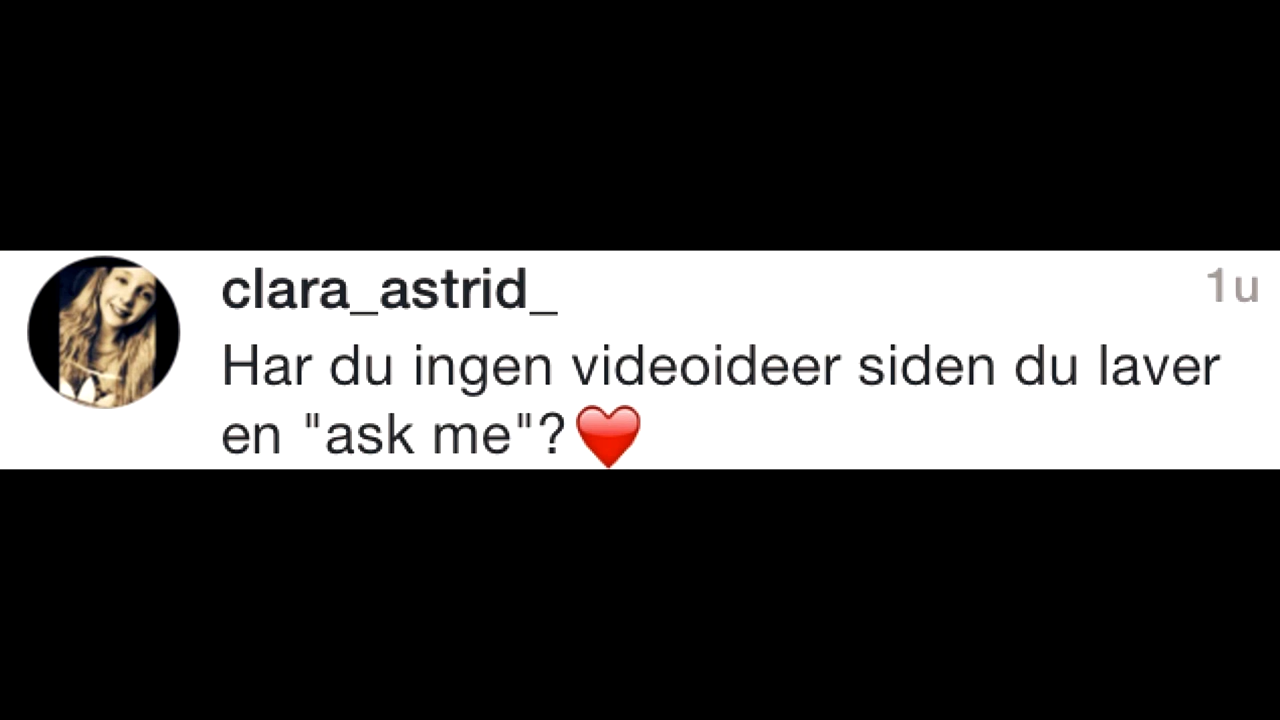 clara_astrid_ 1u
Har du ingen videoideer siden du laver
en "ask me"?❤️